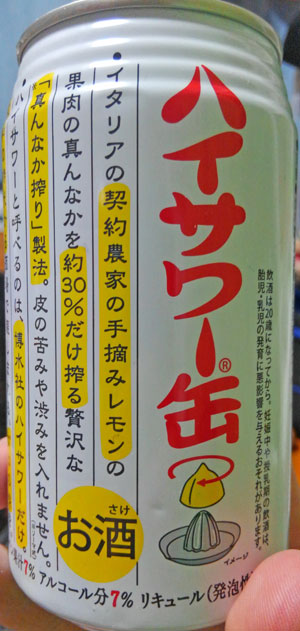 ハイサワー缶®
飲酒は20歳になってから。妊娠中や授乳期の飲酒は、
胎児・乳児の発育に悪影響を与えるおそれがあります。
•イタリアの契約農家の手摘みレモンの
果肉の真んなかを約30%だけ搾る贅沢な
「真んなか搾り」製法。皮の苦みや渋みを入れません。
•ハイサワーと呼べるのは、博水社のハイサワーだけ。
さけ
お酒
イメージ
果汁7% アルコール分7% リキュール(発泡性)